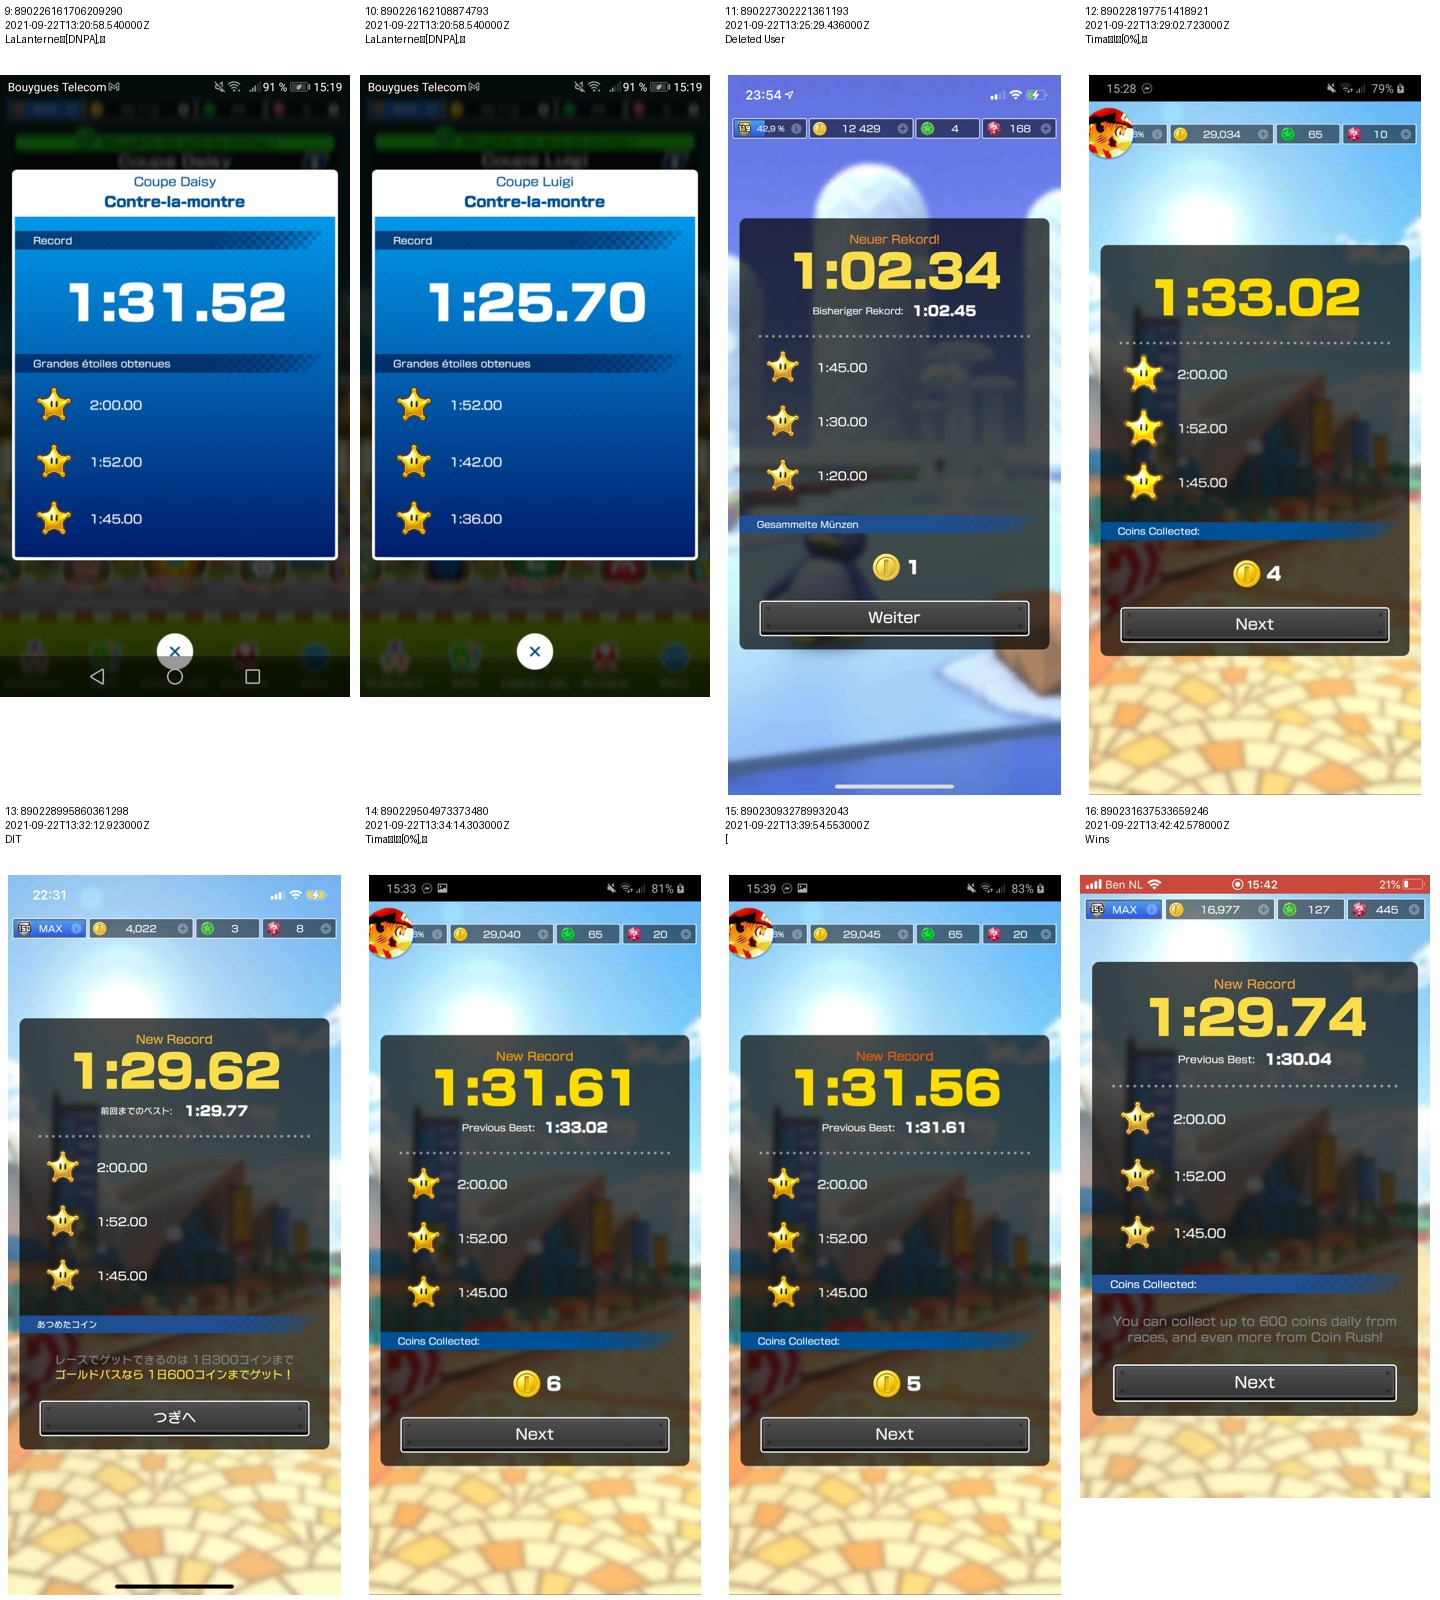 9: 890226161706209290
2021-09-22T13:20:58.540000Z
LaLanterne[DNPA],
Bouygues Telecom 91 % 15:19
Coupe Daisy
Coupe Daisy
Contre-la-montre
Record
1:31.52
Grandes étoiles obtenues
2:00.00
1:52.00
1:45.00
10: 890226162108874793
2021-09-22T13:20:58.540000Z
LaLanterne[DNPA],
Bouygues Telecom 91 % 15:19
Coupe Luigi
Coupe Luigi
Contre-la-montre
Record
1:25.70
Grandes étoiles obtenues
1:52.00
1:42.00
1:36.00
11: 890227302221361193
2021-09-22T13:25:29.436000Z
Deleted User
23:54
119 42,9 % 12 429 4 168
Neuer Rekord!
1:02.34
Bisheriger Rekord: 1:02.45
1:45.00
1:30.00
1:20.00
Gesammelte Münzen
1
Weiter
12: 890228197751418921
2021-09-22T13:29:02.723000Z
Tima[0%],
15:28 79%
29,034 65 10
1:33.02
2:00.00
1:52.00
1:45.00
Coins Collected:
4
Next
13: 890228995860361298
2021-09-22T13:32:12.923000Z
DIT
22:31
150 MAX 4,022 3 8
New Record
1:29.62
前回までのベスト: 1:29.77
2:00.00
1:52.00
1:45.00
あつめたコイン
レースでゲットできるのは 1日300コインまで
ゴールドパスなら 1日600コインまでゲット！
つぎへ
14: 890229504973373480
2021-09-22T13:34:14.303000Z
Tima[0%],
15:33 81%
29,040 65 20
New Record
1:31.61
Previous Best: 1:33.02
2:00.00
1:52.00
1:45.00
Coins Collected:
6
Next
15: 890230932789932043
2021-09-22T13:39:54.553000Z
[
15:39 83%
29,045 65 20
New Record
1:31.56
Previous Best: 1:31.61
2:00.00
1:52.00
1:45.00
Coins Collected:
5
Next
16: 890231637533659246
2021-09-22T13:42:42.578000Z
Wins
Ben NL 15:42 21%
150 MAX 16,977 127 445
New Record
1:29.74
Previous Best: 1:30.04
2:00.00
1:52.00
1:45.00
Coins Collected:
You can collect up to 600 coins daily from
races, and even more from Coin Rush!
Next